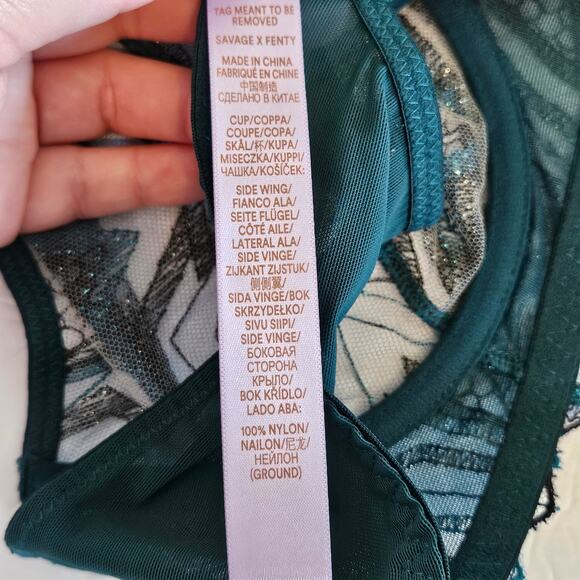 TAG MEANT TO BE
REMOVED
SAVAGE X FENTY
MADE IN CHINA
FABRIQUÉ EN CHINE
中国制造
СДЕЛАНО В КИТАЕ
CUP/COPPA/
COUPE/COPA/
SKÅL/杯/KUPA/
MISECZKA/KUPPI/
ЧАШКА/KOŠÍČEK:
SIDE WING/
FIANCO ALA/
SEITE FLÜGEL/
CÔTÉ AILE/
LATERAL ALA/
SIDE VINGE/
ZIJKANT ZIJSTUK/
側侧翼/
SIDA VINGE/BOK
SKRZYDEŁKO/
SIVU SIIPI/
SIDE VINGE/
БОКОВАЯ
СТОРОНА
КРЫЛО/
BOK KŘÍDLO/
LADO ABA:
100% NYLON/
NAILON/尼龙/
НЕЙЛОН
(GROUND)